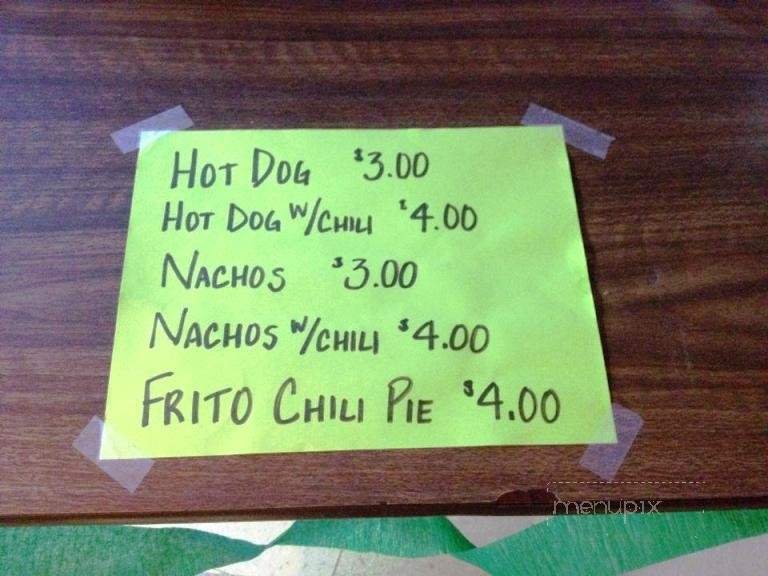 HOT DOG $3.00
HOT DOG W/CHILI $4.00
NACHOS $3.00
NACHOS W/CHILI $4.00
FRITO CHILI PIE $4.00
menupix